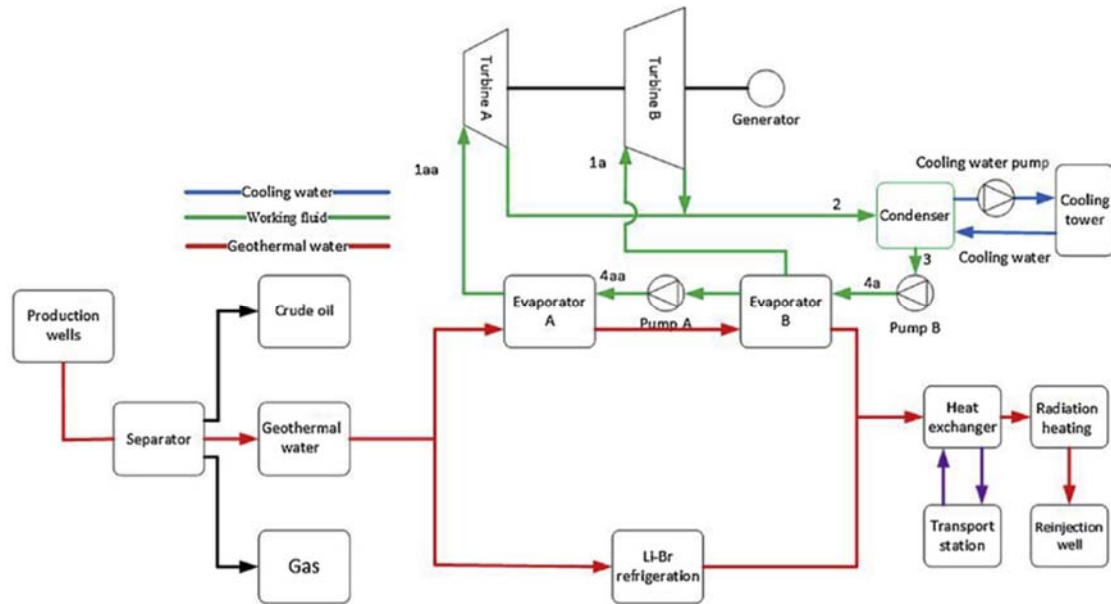 Turbine A
Turbine B
Generator
1aa
1a
Cooling water pump
Cooling water
Working fluid
Geothermal water
2
Condenser
Cooling
tower
3
Cooling water
4aa
4a
Evaporator
A
Pump A
Evaporator
B
Pump B
Production
wells
Crude oil
Separator
Geothermal
water
Heat
exchanger
Radiation
heating
Gas
Li-Br
refrigeration
Transport
station
Reinjection
well